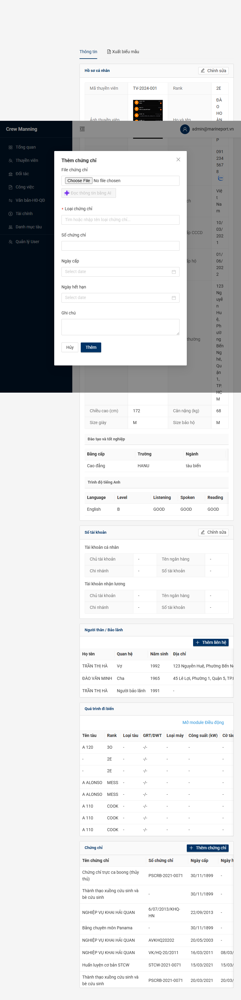 Thông tin
Xuất biểu mẫu
Hồ sơ cá nhân
Chỉnh sửa
Mã thuyền viên TV-2024-001 Rank 2E
Ảnh thuyền viên Họ và tên
ĐÀ
O
HO
ÀN
Crew Manning
admin@marineport.vn
P
Tổng quan
Thuyền viên
Đối tác
Công việc
Văn bản-HĐ-QĐ
Tài chính
Danh mục tàu
Quản lý User
091
234
567
8
Zalo
ch
Việ
t
Na
m
ấp CCCD
10/
03/
202
1
ấp hộ
01/
06/
202
2
thường
123
Ng
uyễ
n
Hu
ệ,
Ph
ườ
ng
Bến
Ng
hé,
Qu
ận
1,
TP.
HC
M
Thêm chứng chỉ
File chứng chỉ
Choose File No file chosen
Đọc thông tin bằng AI
* Loại chứng chỉ
Tìm hoặc nhập tên loại chứng chỉ...
Số chứng chỉ
Ngày cấp
Select date
Ngày hết hạn
Select date
Ghi chú
Hủy
Thêm
Chiều cao (cm) 172 Cân nặng (kg) 68
Size giày M Size bảo hộ M
Đào tạo và tốt nghiệp
Bằng cấp Trường Ngành
Cao đẳng HANU tàu biển
Trình độ tiếng Anh
Language Level Listening Spoken Reading
English B GOOD GOOD GOOD
Số tài khoản
Chỉnh sửa
Tài khoản cá nhân
Chủ tài khoản - Tên ngân hàng -
Chi nhánh - Số tài khoản -
Tài khoản nhận lương
Chủ tài khoản - Tên ngân hàng -
Chi nhánh - Số tài khoản -
Người thân / Bảo lãnh
Thêm liên hệ
Họ tên Quan hệ Năm sinh Địa chỉ
TRẦN THỊ HÀ Vợ 1992 123 Nguyễn Huệ, Phường Bến N
ĐÀO VĂN MINH Cha 1965 45 Lê Lợi, Phường 1, Quận 5, TP.
TRẦN THỊ HÀ Người bảo lãnh 1991 -
Quá trình đi biển
Mở module Điều động
Tên tàu Rank Loại tàu GRT/DWT Loại máy Công suất (kW) Cờ tàu
A 120 3O - -/- - - -
- 2E - -/- - - -
- 2E - -/- - - -
A ALONSO MESS - -/- - - -
A ALONSO MESS - -/- - - -
A 110 COOK - -/- - - -
A 110 COOK - -/- - - -
A 110 COOK - -/- - - -
Chứng chỉ
Thêm chứng chỉ
Tên chứng chỉ Số chứng chỉ Ngày cấp Ngày h
Chứng chỉ trực ca boong (thủy
thủ) PSCRB-2021-0071 30/11/1899 -
Thành thạo xuồng cứu sinh và
bè cứu sinh - 30/11/1899 -
NGHIỆP VỤ KHAI HẢI QUAN 6/07/2013/KHQ-
HN 22/09/2013 -
Bằng chuyên môn Panama - 30/11/1899 -
NGHIỆP VỤ KHAI HẢI QUAN AVKHQ20202 20/05/2003 -
NGHIỆP VỤ KHAI HẢI QUAN VK/HQ-20/2011 16/03/2011 08/03/
Huấn luyện cơ bản STCW STCW-2021-0071 15/03/2021 15/03/
Thành thạo xuồng cứu sinh và
bè cứu sinh PSCRB-2021-0071 20/03/2021 20/03/